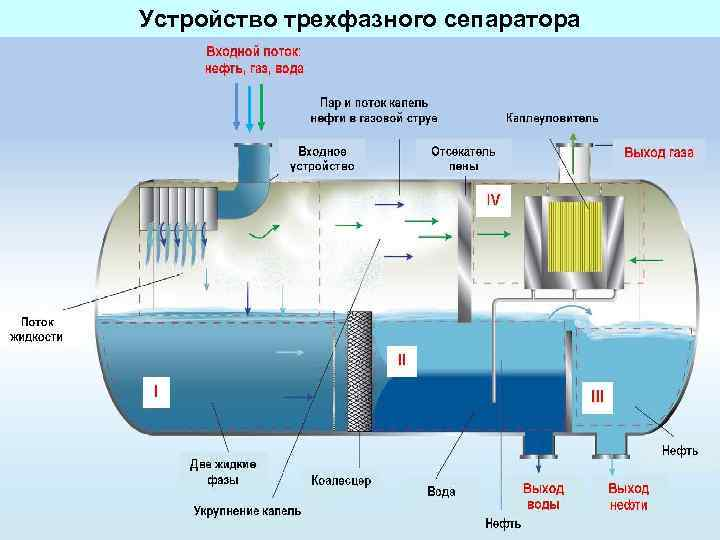 Устройство трехфазного сепаратора
Входной поток:
нефть, газ, вода
Пар и поток капель
нефти в газовой струе
Каплеуловитель
Входное
устройство
Отсекатель
пены
Выход газа
IV
Поток
жидкости
II
I
III
Нефть
Две жидкие
фазы
Коалесцер
Вода
Выход
воды
Выход
нефти
Укрупнение капель
Нефть